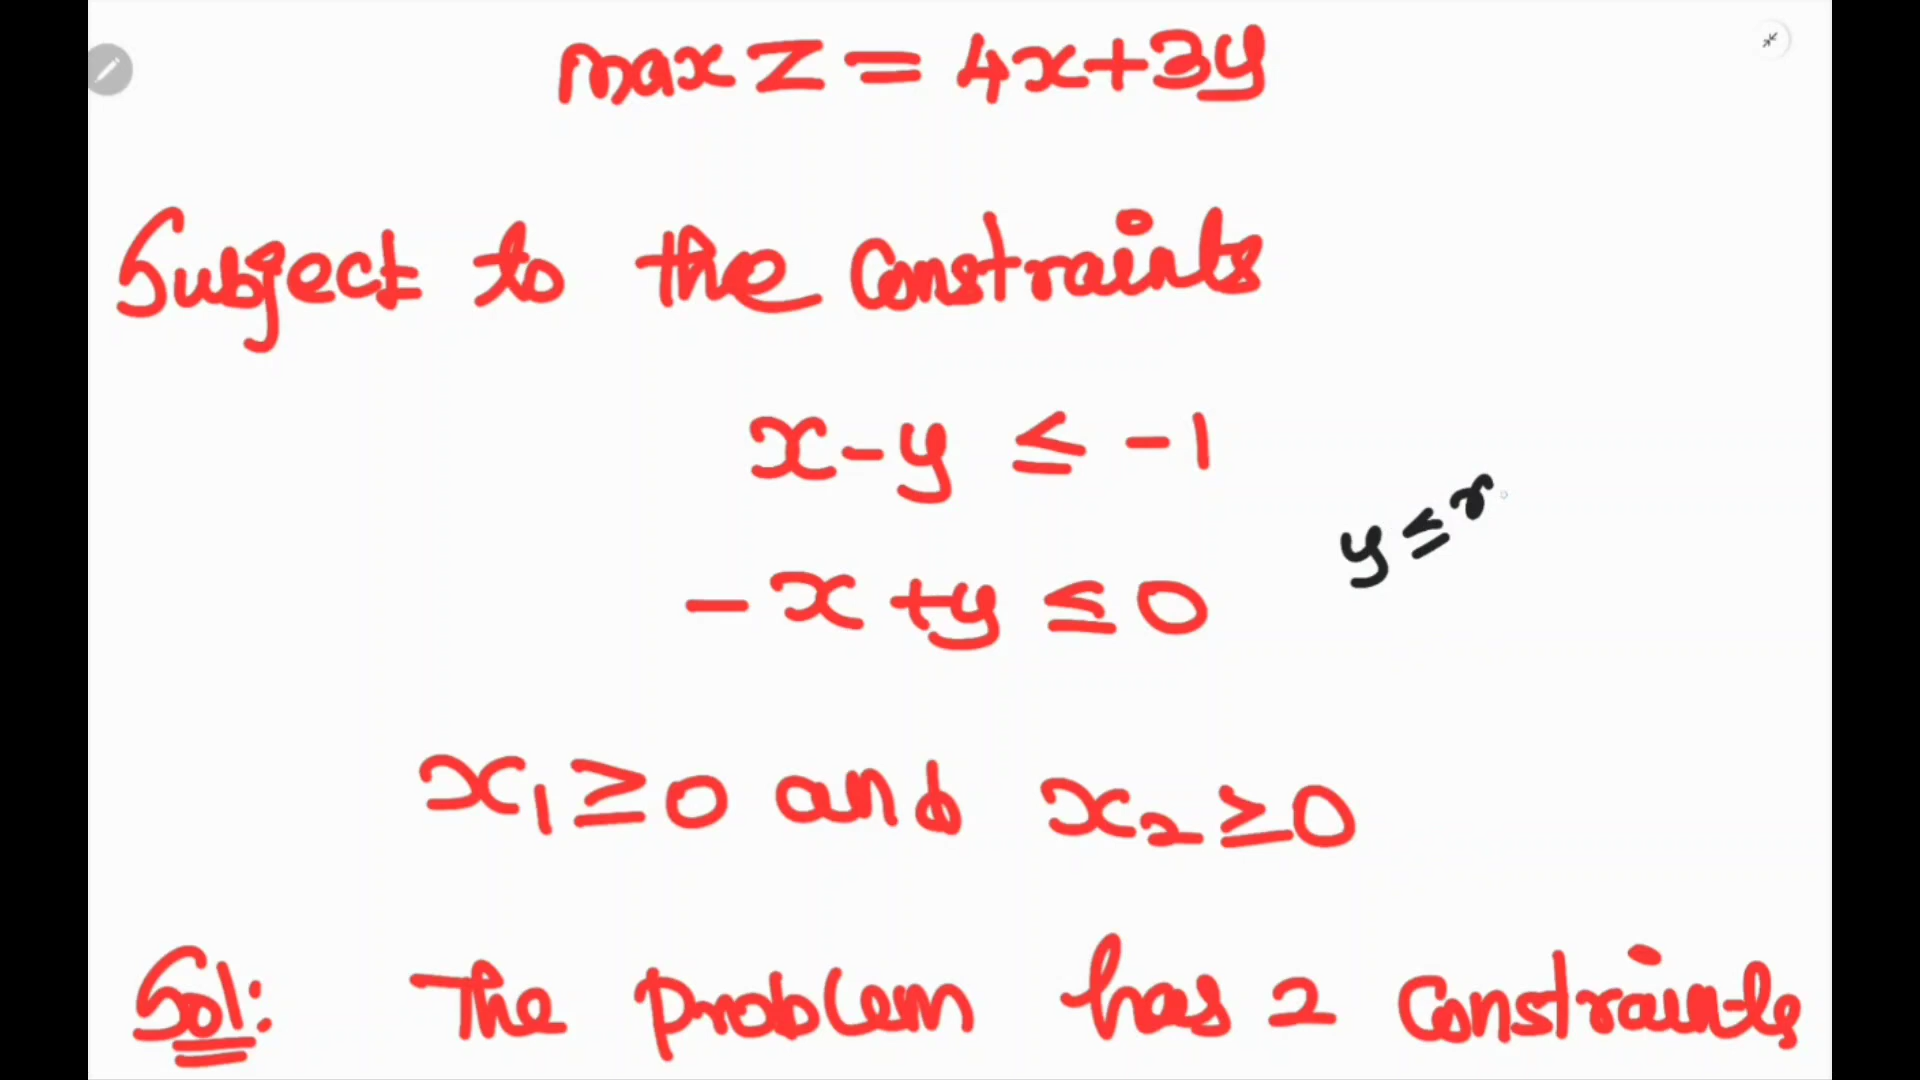 max Z = 4x+3y
Subject to the Constraints
x-y ≤ -1
y ≤ x
-x+y ≤ 0
x₁ ≥ 0 and x₂ ≥ 0
Sol: The problem has 2 Constraints